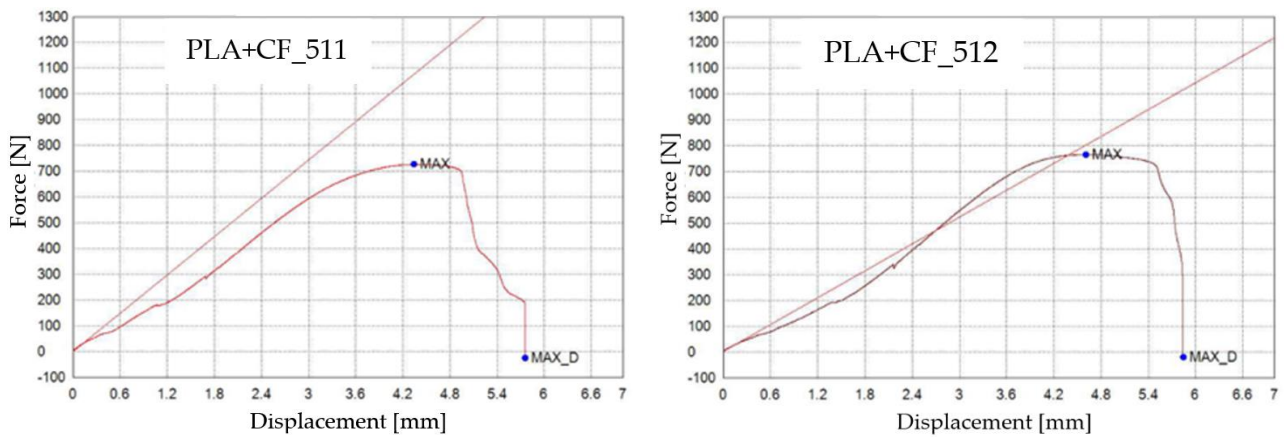 PLA+CF_511
1300
1200
1100
1000
900
800
700
600
500
400
300
200
100
0
-100
Force [N]
MAX
MAX_D
0 0.6 1.2 1.8 2.4 3 3.6 4.2 4.8 5.4 6 6.6 7
Displacement [mm]
PLA+CF_512
1300
1200
1100
1000
900
800
700
600
500
400
300
200
100
0
-100
Force [N]
MAX
MAX_D
0 0.6 1.2 1.8 2.4 3 3.6 4.2 4.8 5.4 6 6.6 7
Displacement [mm]